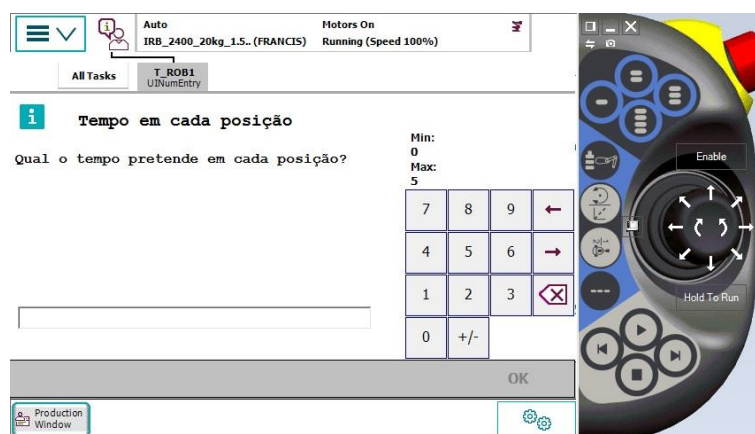 Auto
IRB_2400_20kg_1.5.. (FRANCIS)
Motors On
Running (Speed 100%)
All Tasks
T_ROB1
UINumEntry
i
Tempo em cada posição
Qual o tempo pretende em cada posição?
Min:
0
Max:
5
7 8 9
4 5 6
1 2 3
0 +/-
OK
Production
Window
Enable
Hold To Run